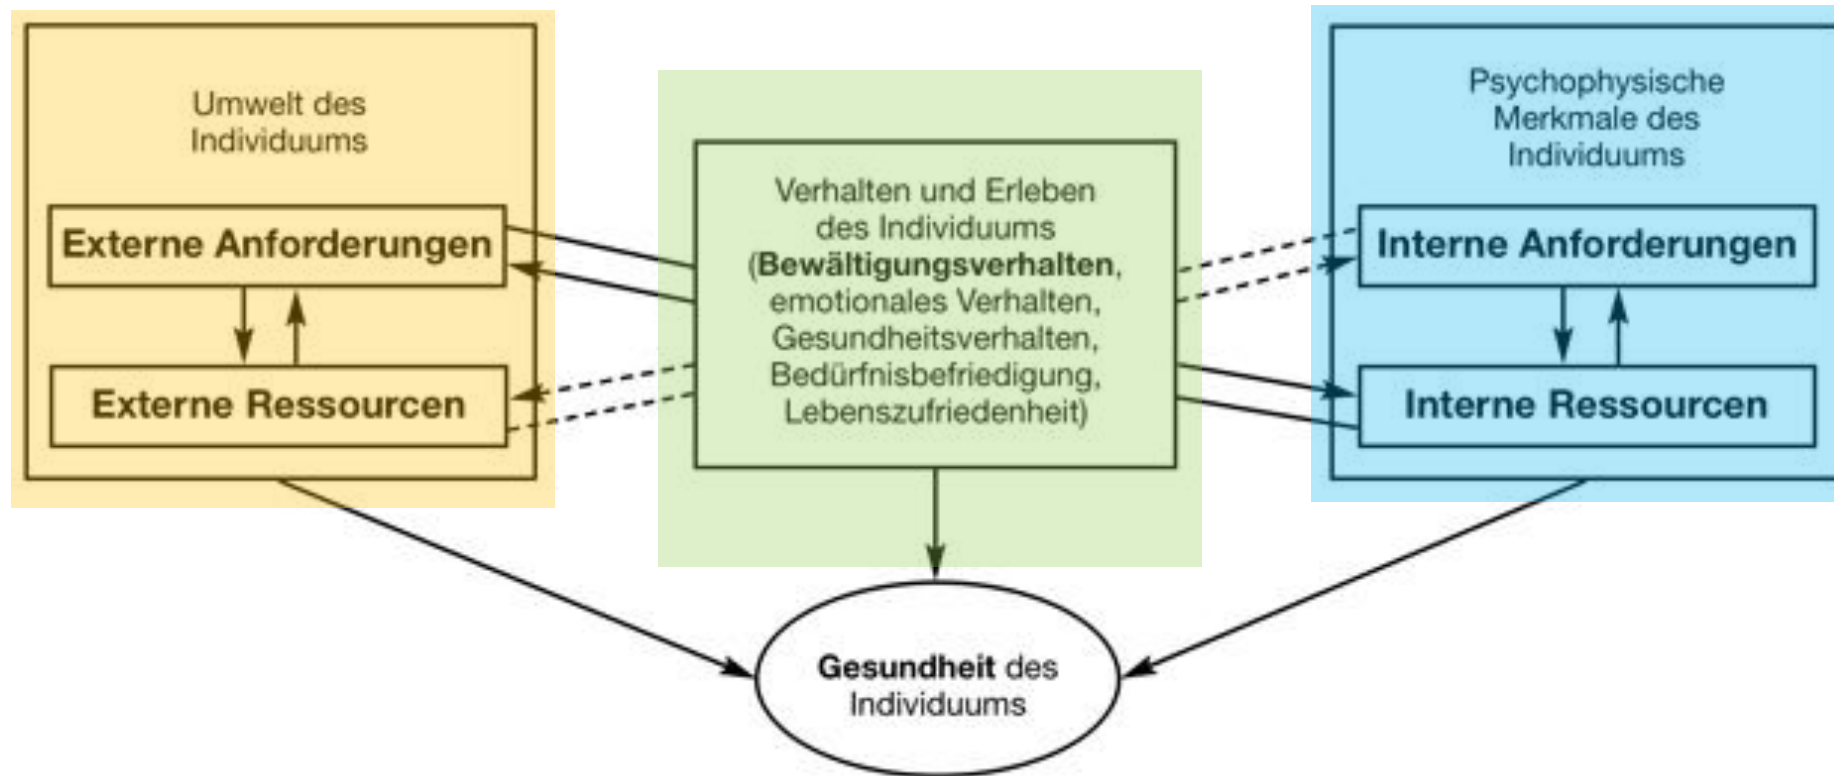 Umwelt des
Individuums
Externe Anforderungen
Externe Ressourcen
Verhalten und Erleben
des Individuums
(Bewältigungsverhalten,
emotionales Verhalten,
Gesundheitsverhalten,
Bedürfnisbefriedigung,
Lebenszufriedenheit)
Psychophysische
Merkmale des
Individuums
Interne Anforderungen
Interne Ressourcen
Gesundheit des
Individuums